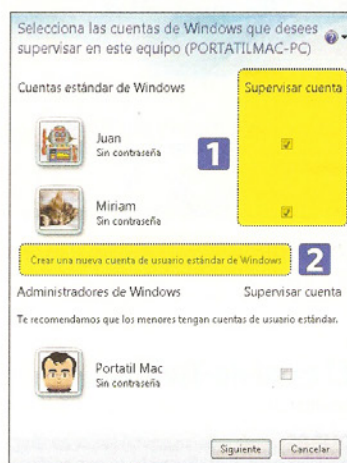 Selecciona las cuentas de Windows que desees
supervisar en este equipo (PORTATILMAC-PC)
Cuentas estándar de Windows Supervisar cuenta
Juan
Sin contraseña
1
Miriam
Sin contraseña
Crear una nueva cuenta de usuario estándar de Windows 2
Administradores de Windows Supervisar cuenta
Te recomendamos que los menores tengan cuentas de usuario estándar.
Portatil Mac
Sin contraseña
Siguiente Cancelar